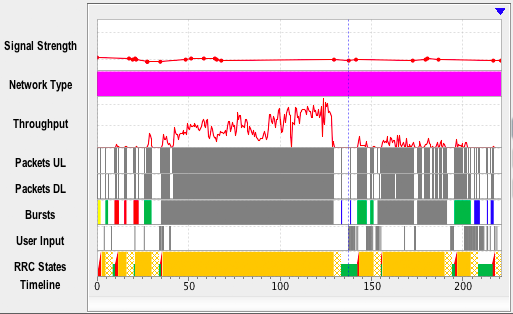 Signal Strength
Network Type
Throughput
Packets UL
Packets DL
Bursts
User Input
RRC States
Timeline
0 50 100 150 200